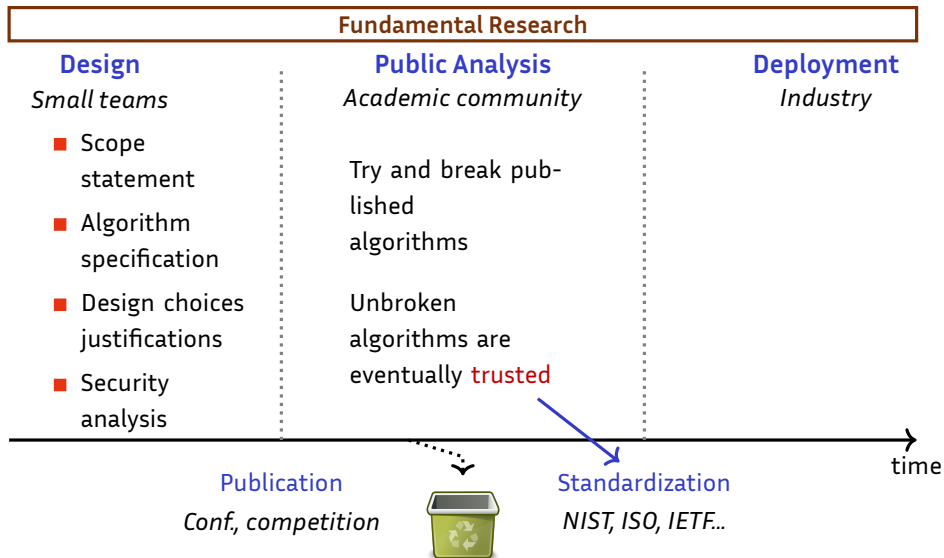 Fundamental Research
Design
Small teams
Scope
statement
Algorithm
specification
Design choices
justifications
Security
analysis
Public Analysis
Academic community
Try and break pub-
lished
algorithms
Unbroken
algorithms are
eventually trusted
Deployment
Industry
time
Publication
Conf., competition
Standardization
NIST, ISO, IETF...